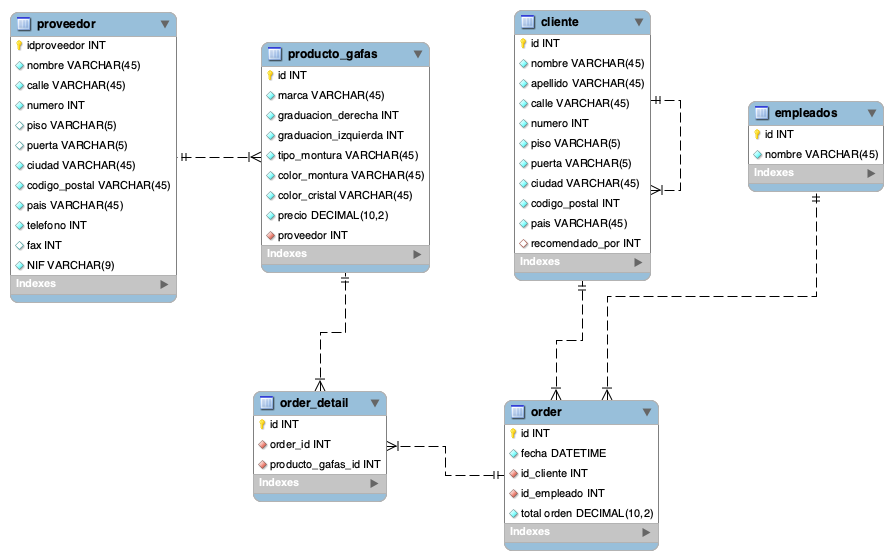 proveedor
idproveedor INT
nombre VARCHAR(45)
calle VARCHAR(45)
numero INT
piso VARCHAR(5)
puerta VARCHAR(5)
ciudad VARCHAR(45)
codigo_postal VARCHAR(45)
pais VARCHAR(45)
telefono INT
fax INT
NIF VARCHAR(9)
Indexes
producto_gafas
id INT
marca VARCHAR(45)
graduacion_derecha INT
graduacion_izquierda INT
tipo_montura VARCHAR(45)
color_montura VARCHAR(45)
color_cristal VARCHAR(45)
precio DECIMAL(10,2)
proveedor INT
Indexes
cliente
id INT
nombre VARCHAR(45)
apellido VARCHAR(45)
calle VARCHAR(45)
numero INT
piso VARCHAR(5)
puerta VARCHAR(5)
ciudad VARCHAR(45)
codigo_postal INT
pais VARCHAR(45)
recomendado_por INT
Indexes
empleados
id INT
nombre VARCHAR(45)
Indexes
order_detail
id INT
order_id INT
producto_gafas_id INT
Indexes
order
id INT
fecha DATETIME
id_cliente INT
id_empleado INT
total orden DECIMAL(10,2)
Indexes